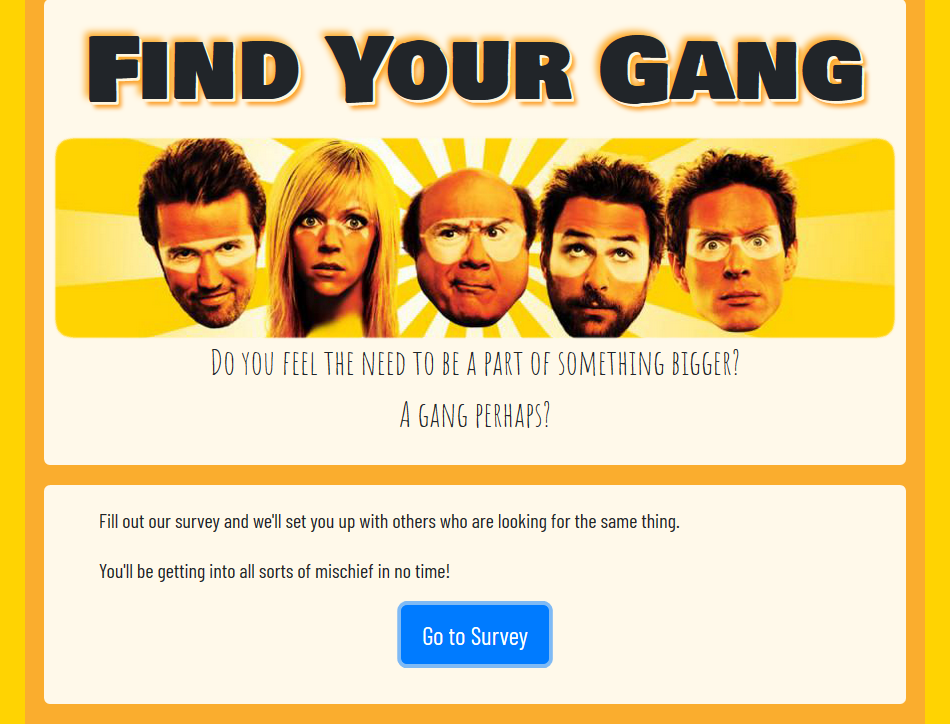 Find Your Gang
Do you feel the need to be a part of something bigger?
A gang perhaps?
Fill out our survey and we'll set you up with others who are looking for the same thing.
You'll be getting into all sorts of mischief in no time!
Go to Survey